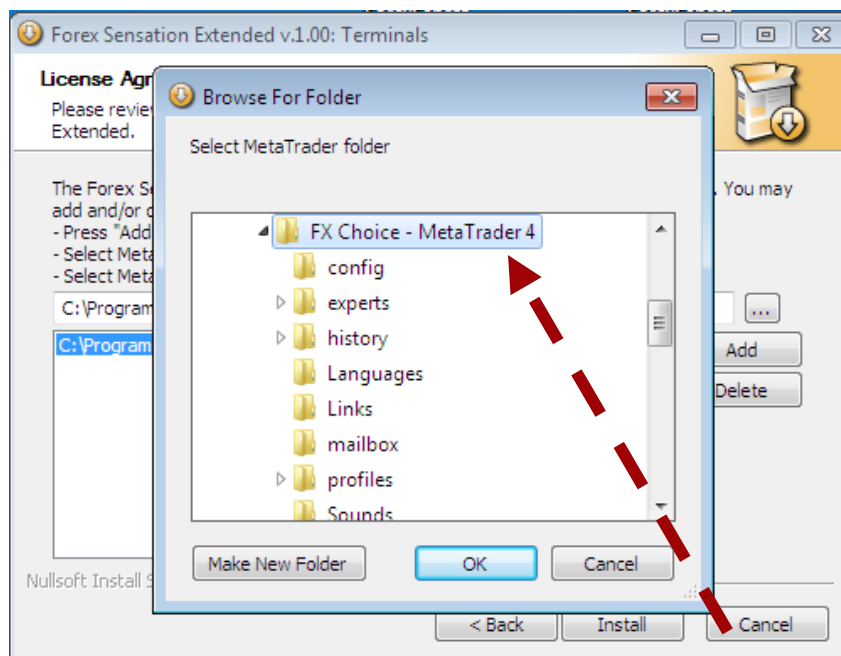 Forex Sensation Extended v.1.00: Terminals
License Agr
Please review
Extended.
Browse For Folder
Select MetaTrader folder
The Forex Se
. You may
add and/or d
- Press "Add
- Select Meta
- Select Meta
C:\Program
...
C:\Program
Add
Delete
FX Choice - MetaTrader 4
config
experts
history
Languages
Links
mailbox
profiles
Sounds
Make New Folder
OK
Cancel
Nullsoft Install S
< Back
Install
Cancel